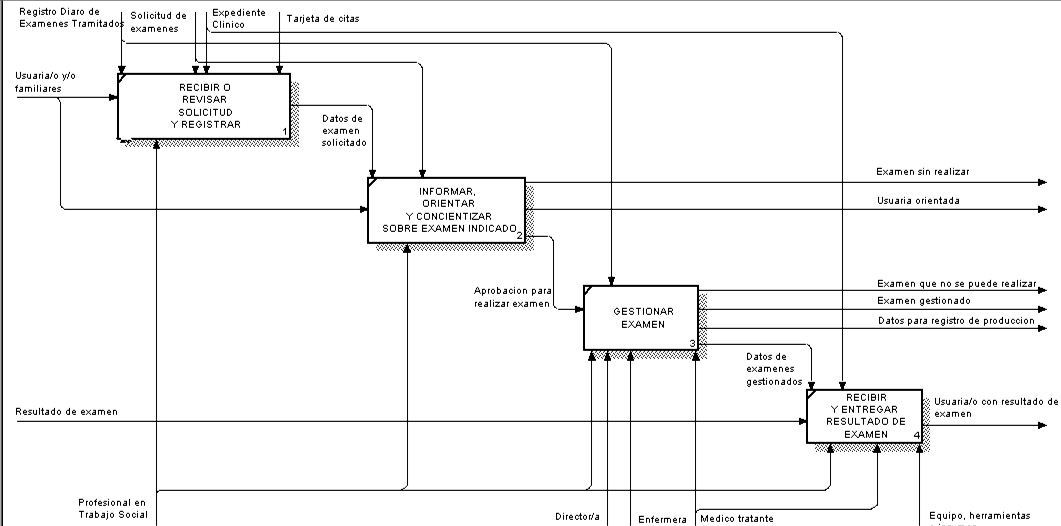 Registro Diaro de
Examenes Tramitados
Solicitud de
examenes
Expediente
Clinico
Tarjeta de citas
Usuaria/o y/o
familiares
RECIBIR O
REVISAR
SOLICITUD
Y REGISTRAR
1
Datos de
examen
solicitado
INFORMAR,
ORIENTAR
Y CONCIENTIZAR
SOBRE EXAMEN INDICADO
2
Examen sin realizar
Usuaria orientada
Aprobacion para
realizar examen
GESTIONAR
EXAMEN
3
Examen que no se puede realizar
Examen gestionado
Datos para registro de produccion
Datos de
examenes
gestionados
Resultado de examen
RECIBIR
Y ENTREGAR
RESULTADO DE
EXAMEN
4
Usuaria/o con resultado de
examen
Profesional en
Trabajo Social
Director/a
Enfermera
Medico tratante
Equipo, herramientas